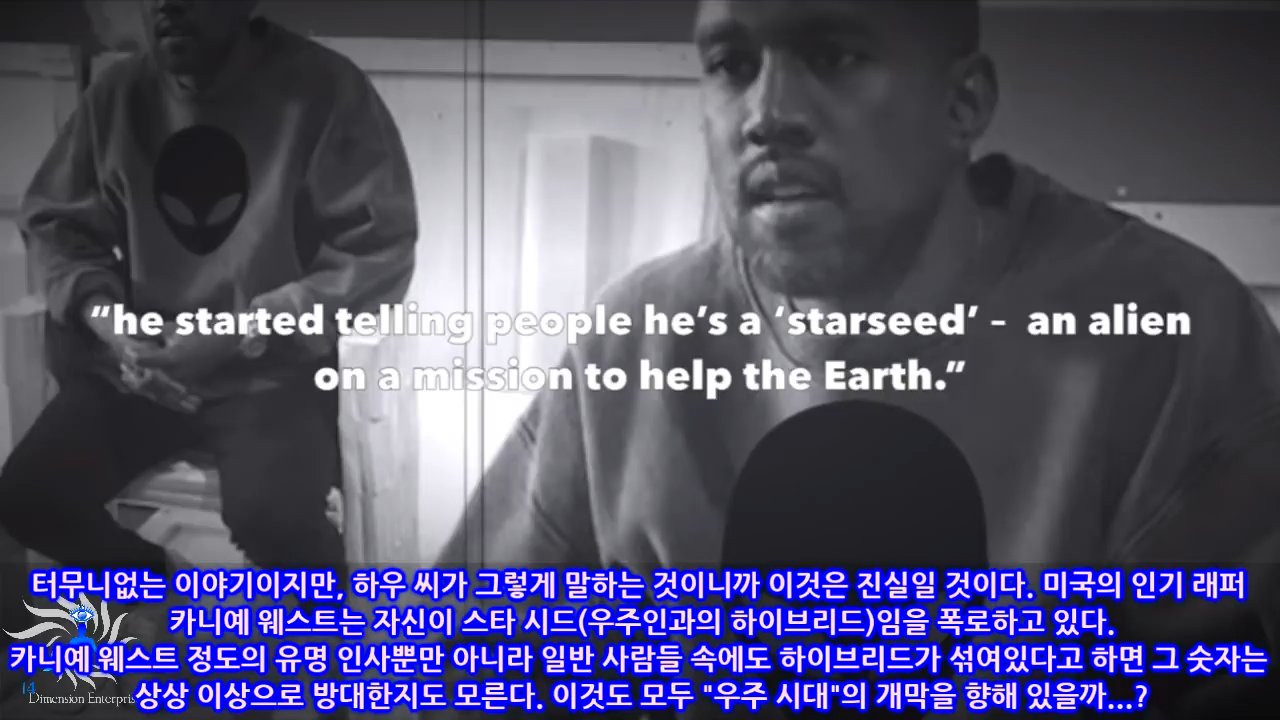 “he started telling people he’s a ‘starseed’ – an alien
on a mission to help the Earth.”
터무니없는 이야기이지만, 하우 씨가 그렇게 말하는 것이니까 이것은 진실일 것이다. 미국의 인기 래퍼
카니예 웨스트는 자신이 스타 시드(우주인과의 하이브리드)임을 폭로하고 있다.
카니예 웨스트 정도의 유명 인사뿐만 아니라 일반 사람들 속에도 하이브리드가 섞여있다고 하면 그 숫자는
상상 이상으로 방대한지도 모른다. 이것도 모두 "우주 시대"의 개막을 향해 있을까...?
14
Dimension Enterpris